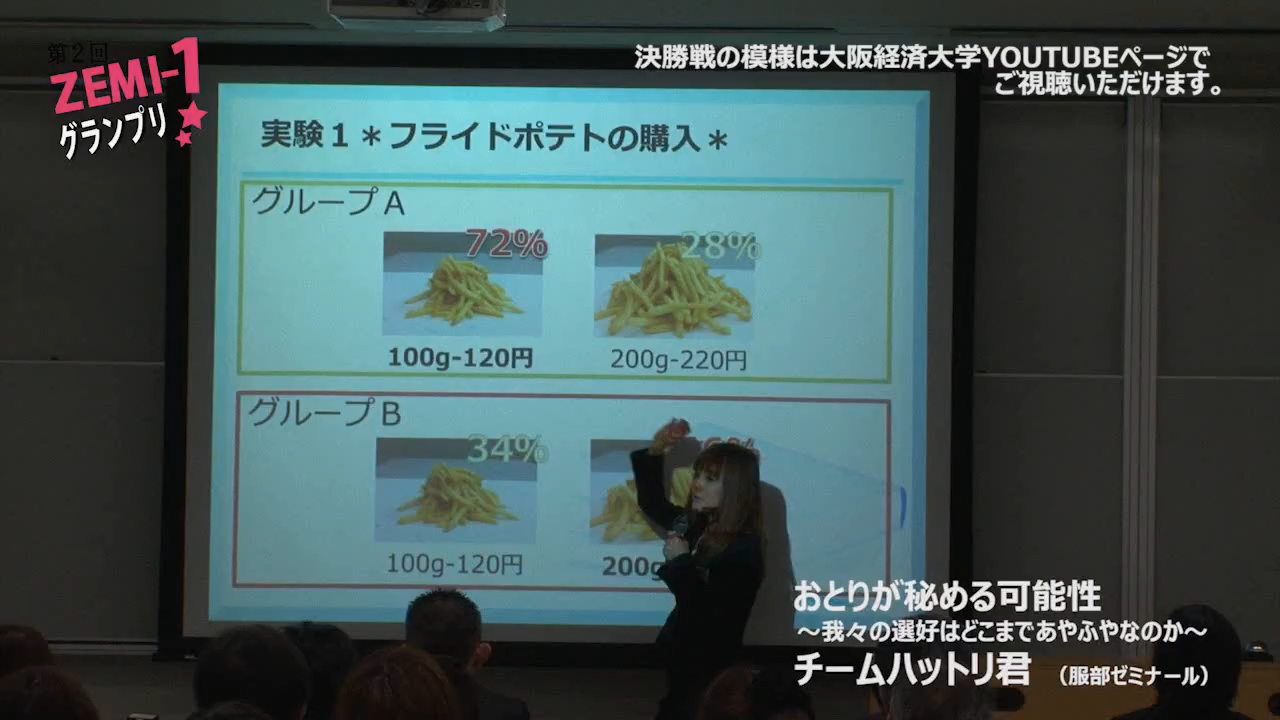 第2回
ZEMI-1
グランプリ
決勝戦の模様は大阪経済大学YOUTUBEページで
ご視聴いただけます。
実験1＊フライドポテトの購入＊
グループA
72%
28%
100g-120円
200g-220円
グループB
34%
100g-120円
200g
おとりが秘める可能性
～我々の選好はどこまであやふやなのか～
チームハットリ君 （服部ゼミナール）